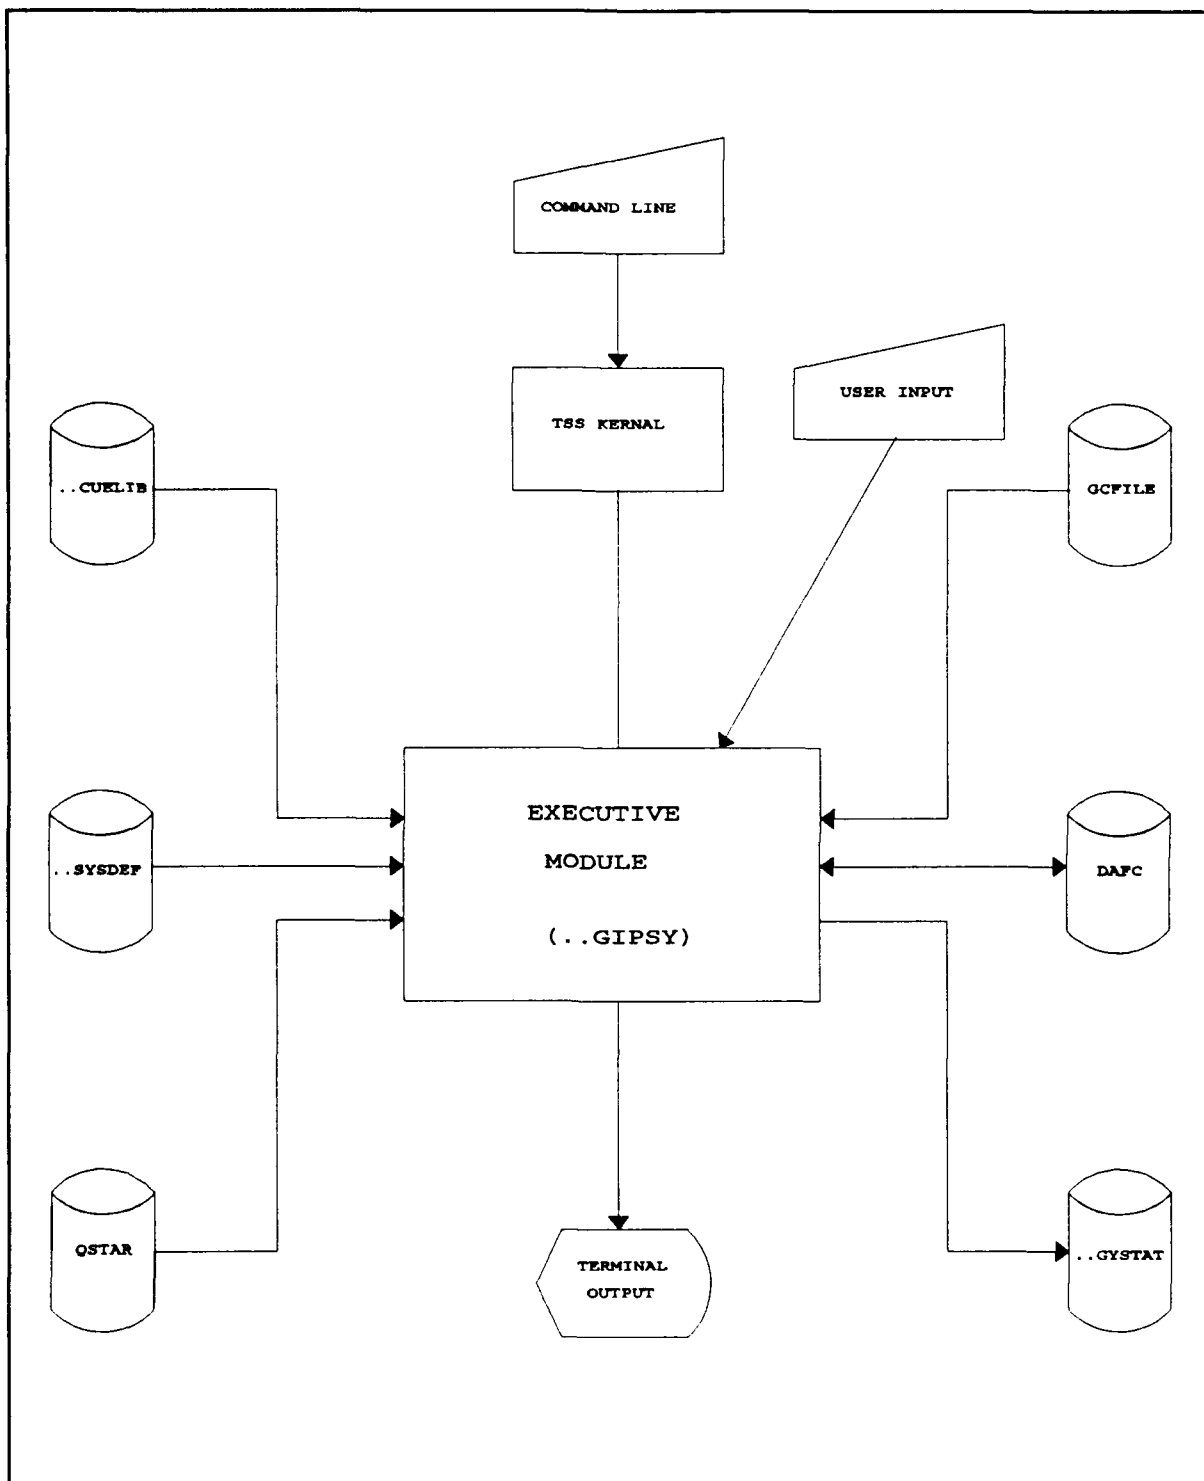 COMMAND LINE
USER INPUT
TSS KERNAL
..CUELIB
GCFILE
EXECUTIVE
MODULE
(..GIPSY)
..SYSDEF
DAFC
QSTAR
..GYSTAT
TERMINAL
OUTPUT